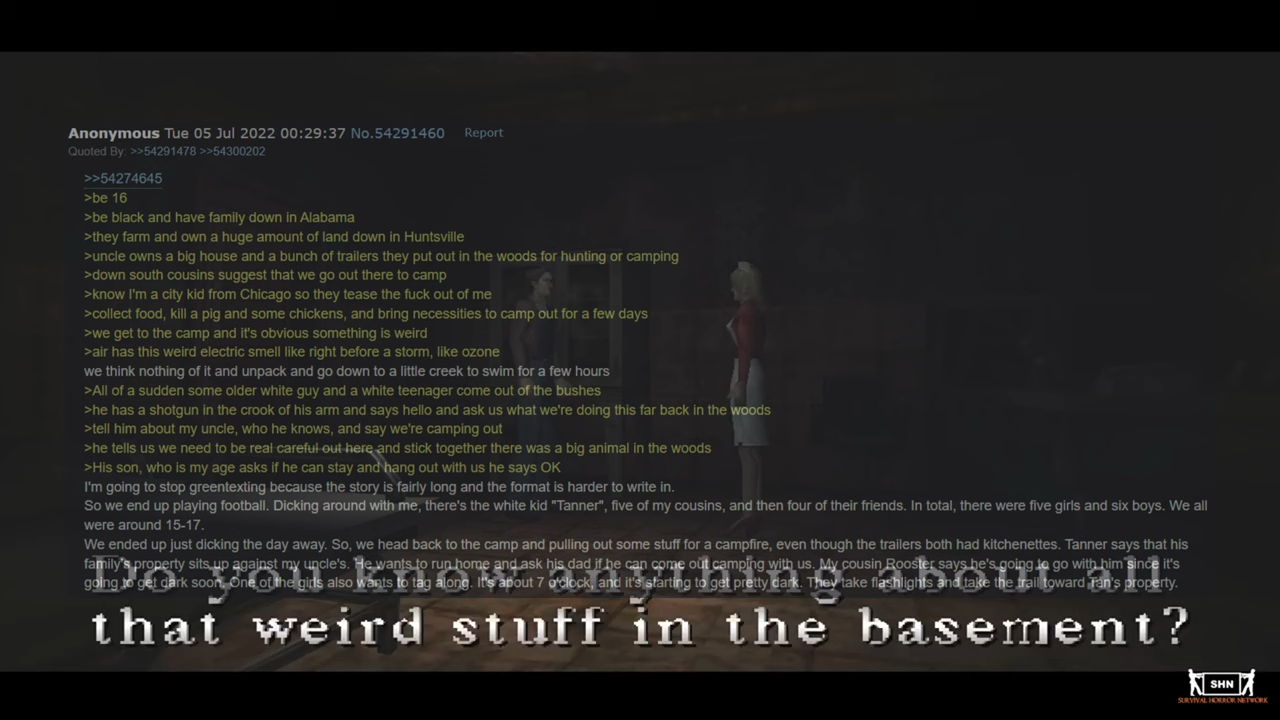 Anonymous Tue 05 Jul 2022 00:29:37 No.54291460 Report
Quoted By: >>54291478 >>54300202
>>54274645
>be 16
>be black and have family down in Alabama
>they farm and own a huge amount of land down in Huntsville
>uncle owns a big house and a bunch of trailers they put out in the woods for hunting or camping
>down south cousins suggest that we go out there to camp
>know I'm a city kid from Chicago so they tease the fuck out of me
>collect food, kill a pig and some chickens, and bring necessities to camp out for a few days
>we get to the camp and it's obvious something is weird
>air has this weird electric smell like right before a storm, like ozone
we think nothing of it and unpack and go down to a little creek to swim for a few hours
>All of a sudden some older white guy and a white teenager come out of the bushes
>he has a shotgun in the crook of his arm and says hello and ask us what we're doing this far back in the woods
>tell him about my uncle, who he knows, and say we're camping out
>he tells us we need to be real careful out here and stick together there was a big animal in the woods
>His son, who is my age asks if he can stay and hang out with us he says OK
I'm going to stop greentexting because the story is fairly long and the format is harder to write in.
So we end up playing football. Dicking around with me, there's the white kid "Tanner", five of my cousins, and then four of their friends. In total, there were five girls and six boys. We all
were around 15-17.
We ended up just dicking the day away. So, we head back to the camp and pulling out some stuff for a campfire, even though the trailers both had kitchenettes. Tanner says that his
family's property sits up against my uncle's. He wants to run home and ask his dad if he can come out camping with us. My cousin Rooster says he's going to go with him since it's
going to get dark soon. One of the girls also wants to tag along. It's about 7 o'clock, and it's starting to get pretty dark. They take flashlights and take the trail toward Tan's property.
Do you know anything about all
that weird stuff in the basement?
SHN
SURVIVAL HORROR NETWORK